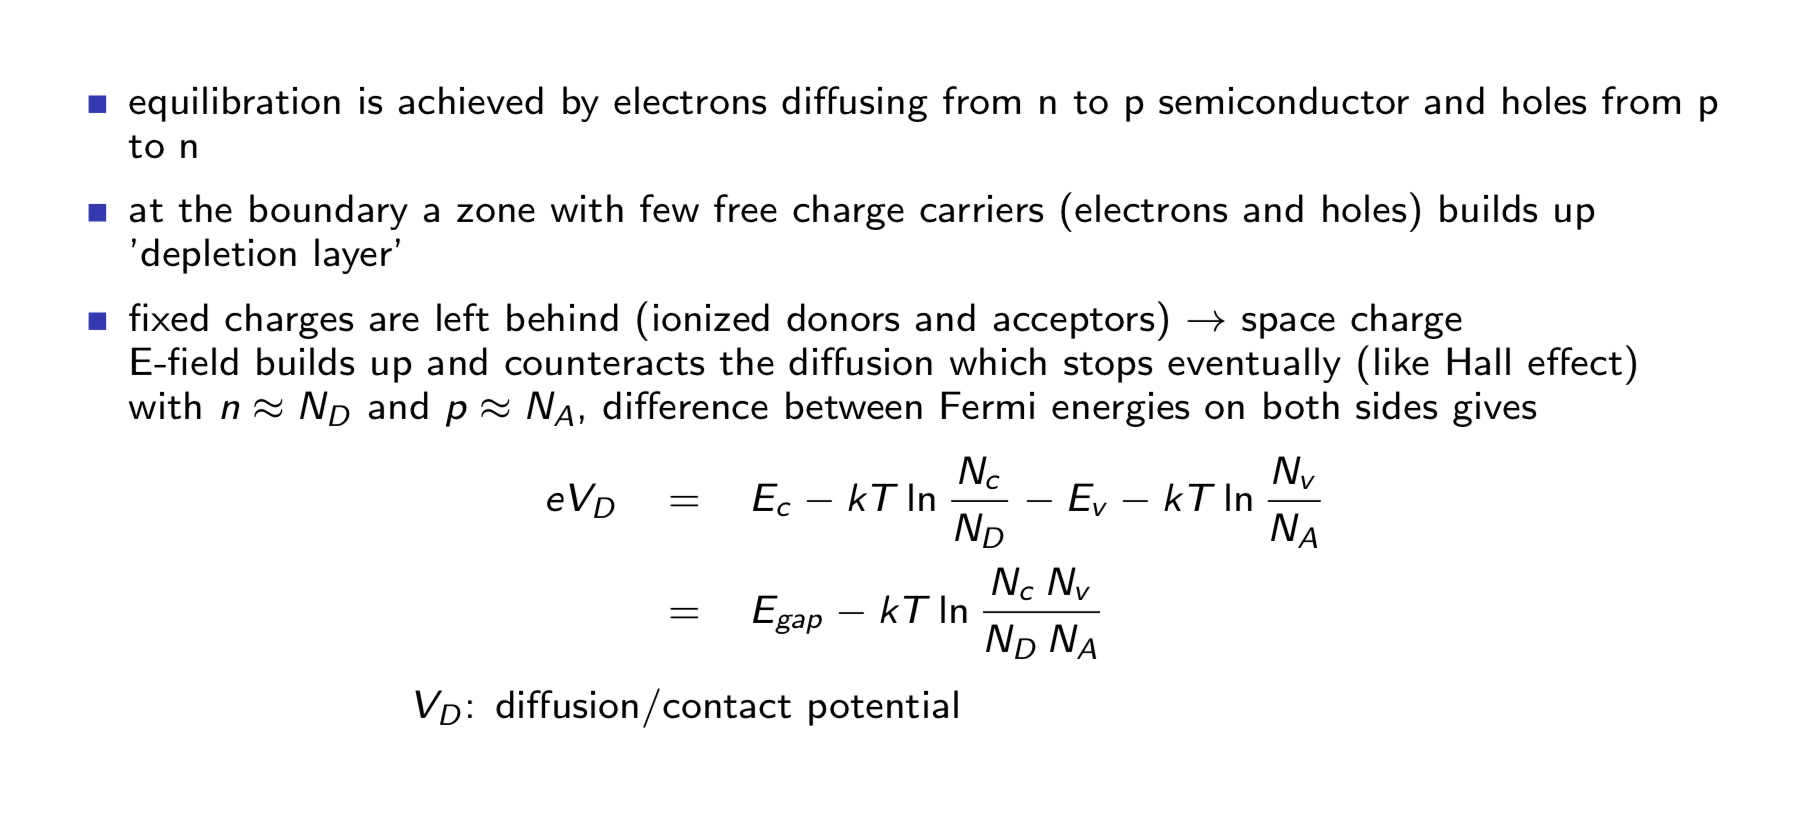 ■ equilibration is achieved by electrons diffusing from n to p semiconductor and holes from p
to n
■ at the boundary a zone with few free charge carriers (electrons and holes) builds up
'depletion layer'
■ fixed charges are left behind (ionized donors and acceptors) → space charge
E-field builds up and counteracts the diffusion which stops eventually (like Hall effect)
with n ≈ N_D and p ≈ N_A, difference between Fermi energies on both sides gives
eV_D = E_c − kT ln \frac{N_c}{N_D} − E_v − kT ln \frac{N_v}{N_A}
= E_{gap} − kT ln \frac{N_c N_v}{N_D N_A}
V_D: diffusion/contact potential